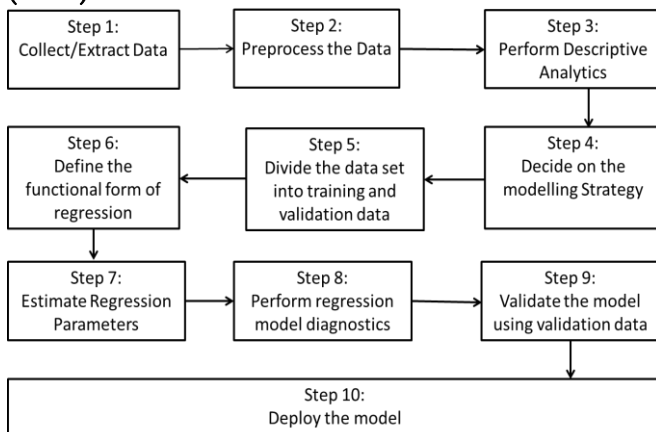 Step 1:
Collect/Extract Data
Step 2:
Preprocess the Data
Step 3:
Perform Descriptive
Analytics
Step 4:
Decide on the
modelling Strategy
Step 5:
Divide the data set
into training and
validation data
Step 6:
Define the
functional form of
regression
Step 7:
Estimate Regression
Parameters
Step 8:
Perform regression
model diagnostics
Step 9:
Validate the model
using validation data
Step 10:
Deploy the model